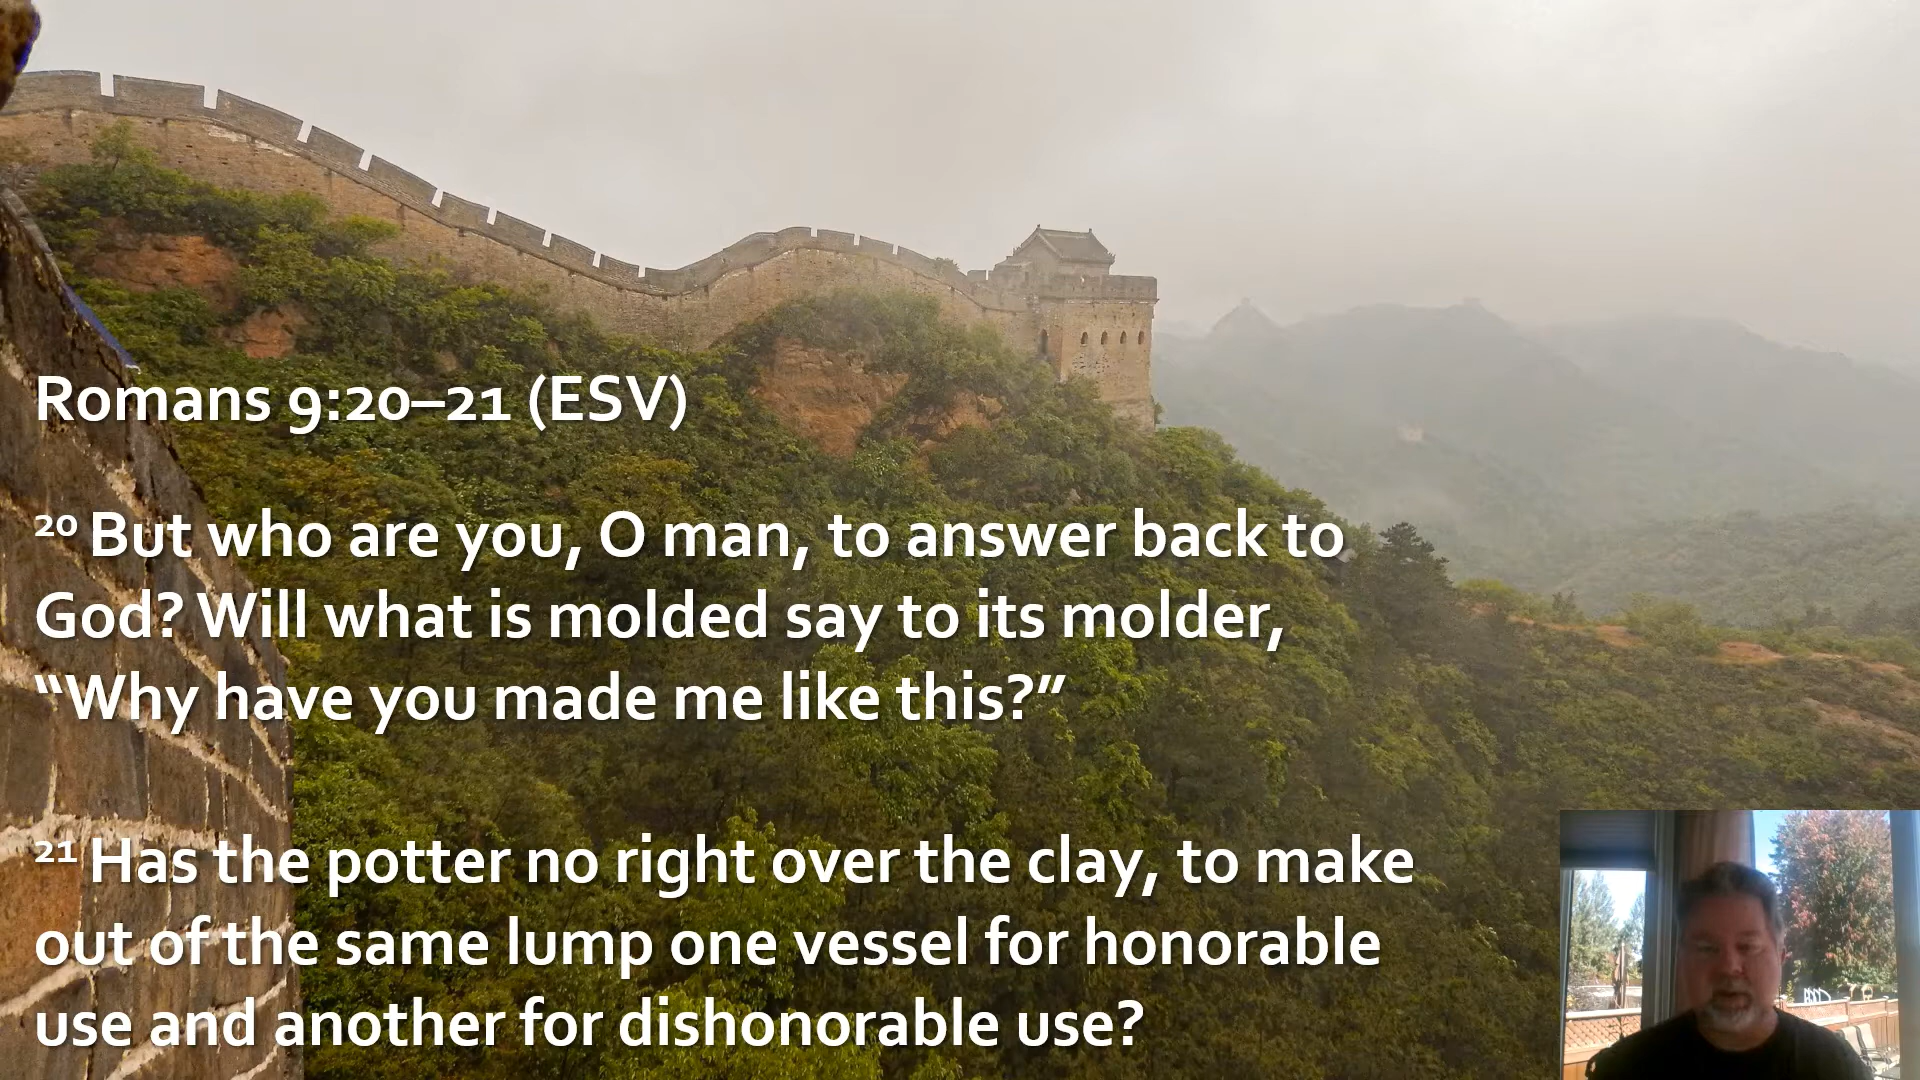 Romans 9:20–21 (ESV)
20 But who are you, O man, to answer back to
God? Will what is molded say to its molder,
“Why have you made me like this?”
21 Has the potter no right over the clay, to make
out of the same lump one vessel for honorable
use and another for dishonorable use?